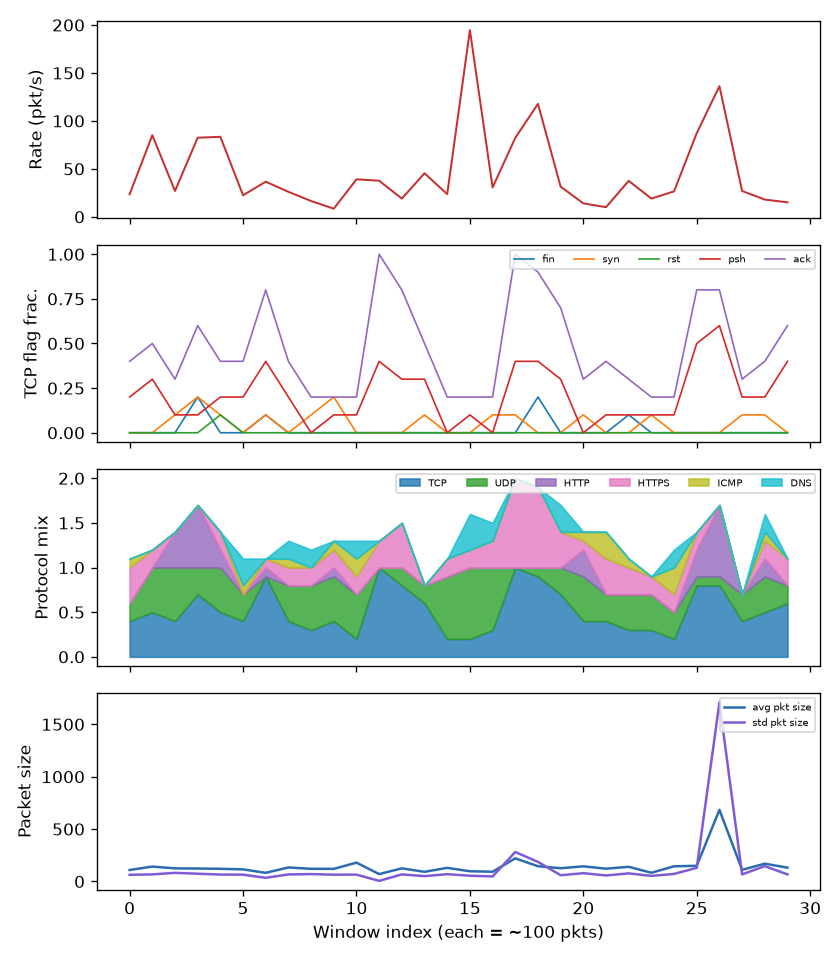 200
150
100
50
0
Rate (pkt/s)
1.00
0.75
0.50
0.25
0.00
TCP flag frac.
fin syn rst psh ack
2.0
1.5
1.0
0.5
0.0
Protocol mix
TCP UDP HTTP HTTPS ICMP DNS
1500
1000
500
0
Packet size
avg pkt size
std pkt size
0 5 10 15 20 25 30
Window index (each = ~100 pkts)